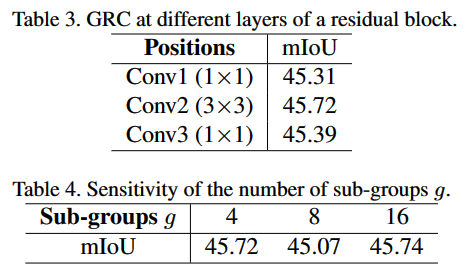 Table 3. GRC at different layers of a residual block.
Positions mIoU
Conv1 (1×1) 45.31
Conv2 (3×3) 45.72
Conv3 (1×1) 45.39
Table 4. Sensitivity of the number of sub-groups g.
Sub-groups g 4 8 16
mIoU 45.72 45.07 45.74